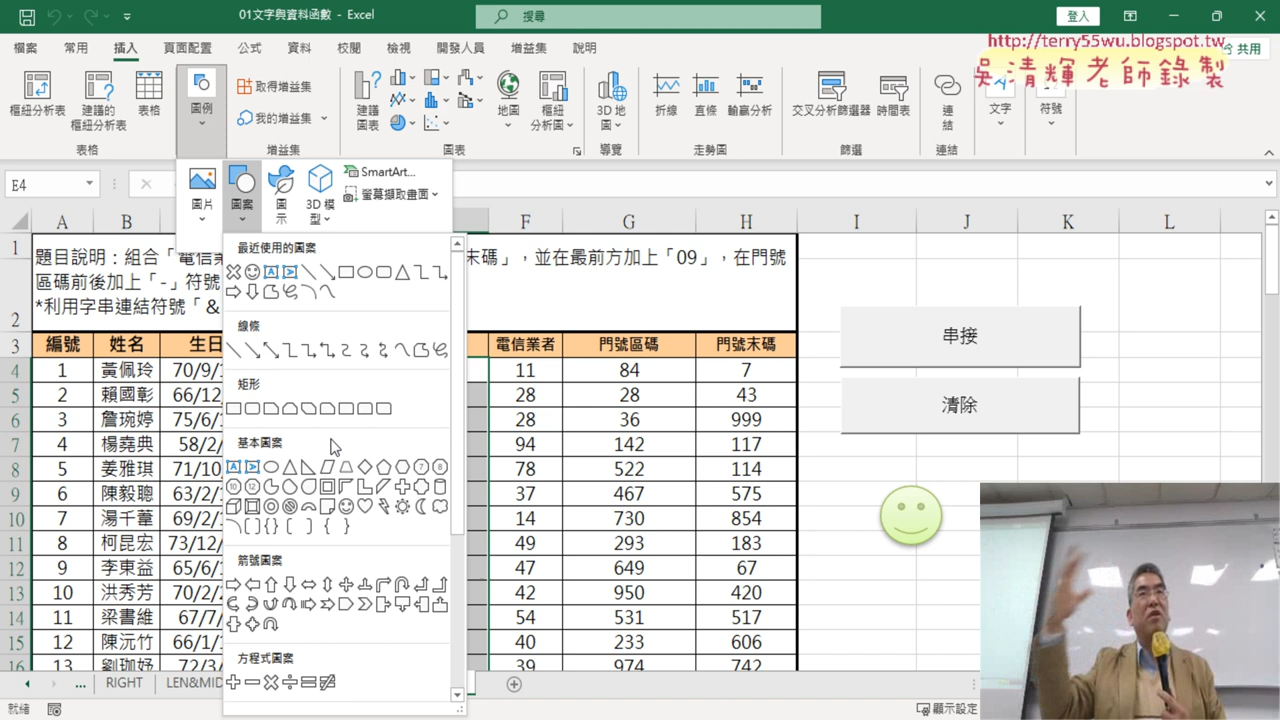 01文字與資料函數 - Excel
搜尋
登入
檔案 常用 插入 頁面配置 公式 資料 校閱 檢視 開發人員 增益集 說明
共用
http://terry55wu.blogspot.tw
吳清輝老師錄製
樞紐分析表 建議的樞紐分析表 表格 圖例 取得增益集 我的增益集 建議圖表 地圖 樞紐分析圖 3D 地圖 折線 直條 輸贏分析 交叉分析篩選器 時間表 連結 文字 符號
表格 增益集 圖表 導覽 走勢圖 篩選 連結
E4
圖片 圖案 圖示 3D 模型 SmartArt... 螢幕擷取畫面
最近使用的圖案
線條
矩形
基本圖案
箭號圖案
方程式圖案
A B F G H I J K L
題目說明：組合「電信業 末碼」，並在最前方加上「09」，在門號
區碼前後加上「-」符號
*利用字串連結符號「&
編號 姓名 生日 電信業者 門號區碼 門號末碼
1 黃佩玲 70/9/ 11 84 7
2 賴國彰 66/12/ 28 28 43
3 詹琬婷 75/6/ 28 36 999
4 楊堯典 58/2/ 94 142 117
5 姜雅琪 71/10 78 522 114
6 陳毅聰 63/2/ 37 467 575
7 湯千葦 69/2/ 14 730 854
8 柯昆宏 73/12/ 49 293 183
9 李東益 65/6/ 47 649 67
10 洪秀芳 70/2/ 42 950 420
11 梁書維 67/7/ 54 531 517
12 陳沅竹 66/1/ 40 233 606
13 劉珈妤 72/3/ 39 974 742
串接
清除
1 2 3 4 5 6 7 8 9 10 11 12 13 14 15 16
... RIGHT LEN&MID
就緒
顯示設定